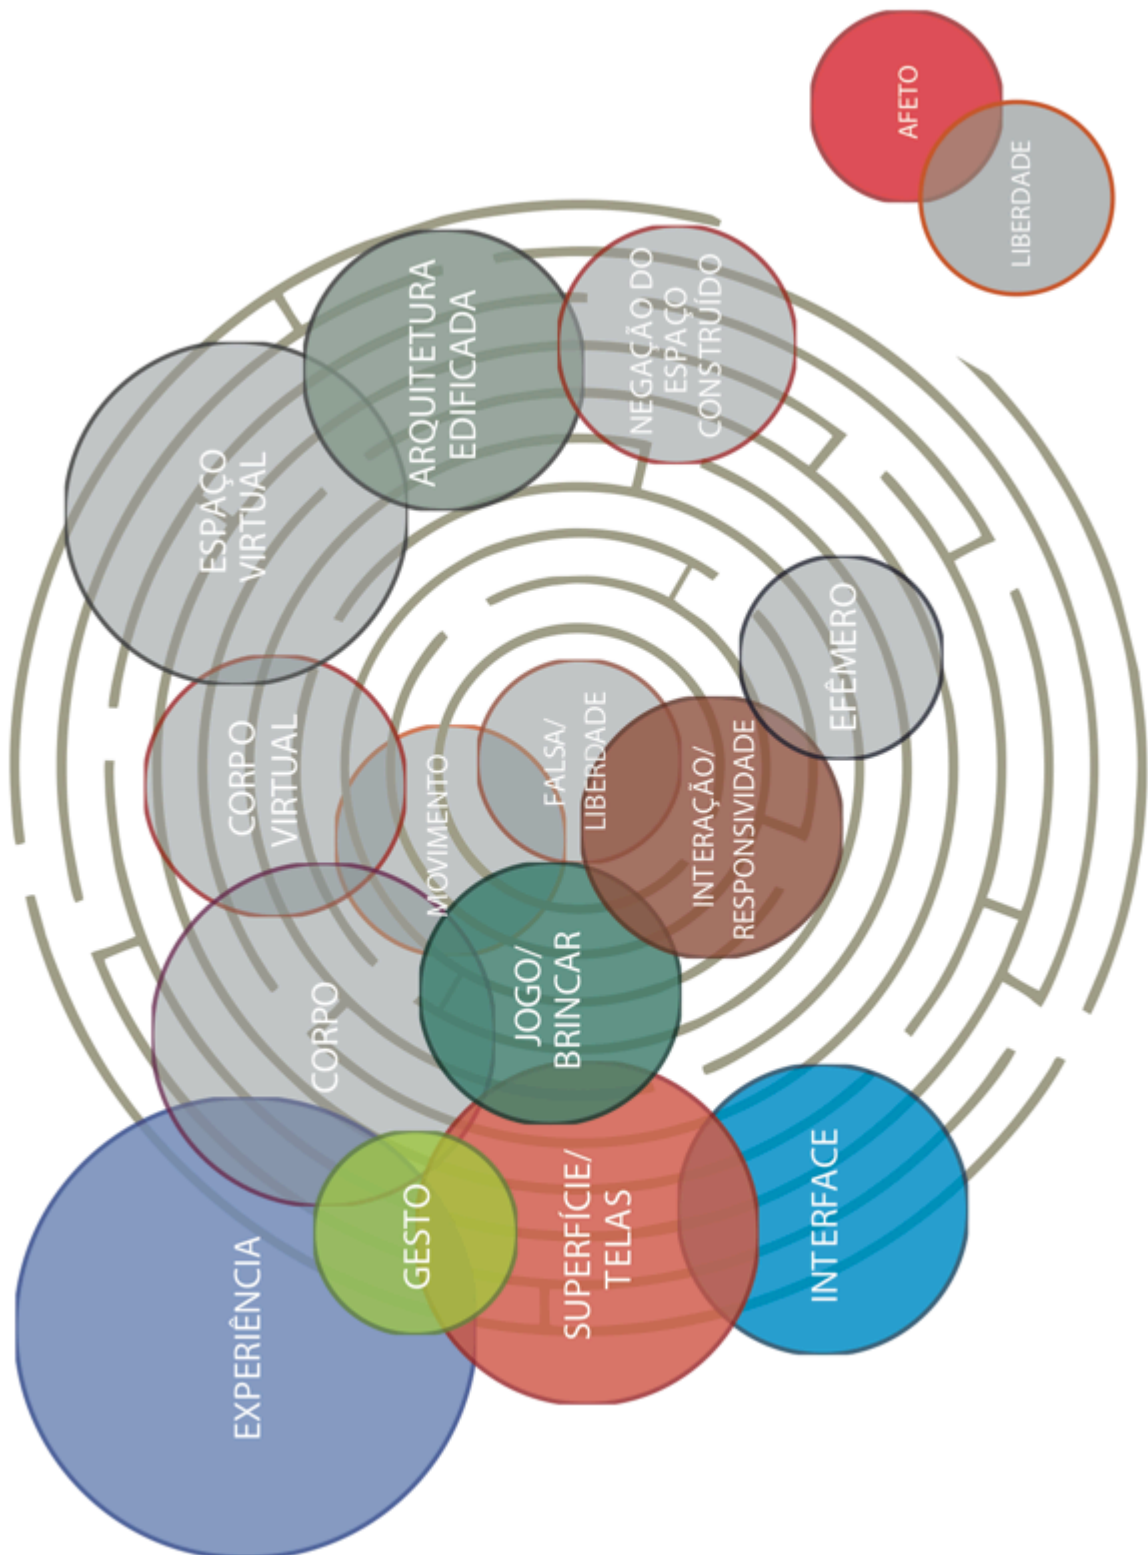 ESPAÇO
VIRTUAL
CORPO
VIRTUAL
EXPERIÊNCIA
CORPO
ARQUITETURA
EDIFICADA
GESTO
MOVIMENTO
JOGO/
BRINCAR
FALSA/
LIBERDADE
SUPERFÍCIE/
TELAS
NEGAÇÃO DO
ESPAÇO
CONSTRUÍDO
INTERAÇÃO/
RESPONSIVIDADE
INTERFACE
EFÊMERO
AFETO
LIBERDADE